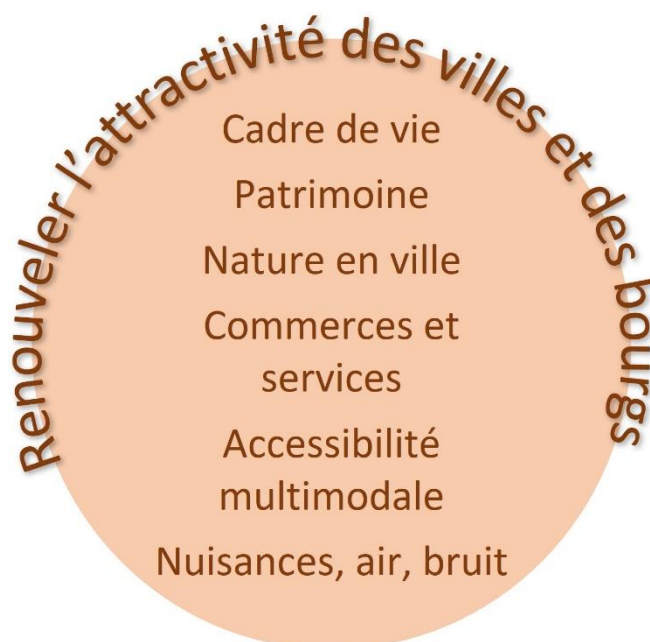 Renouveler l’attractivité des villes et des bourgs
Cadre de vie
Patrimoine
Nature en ville
Commerces et
services
Accessibilité
multimodale
Nuisances, air, bruit